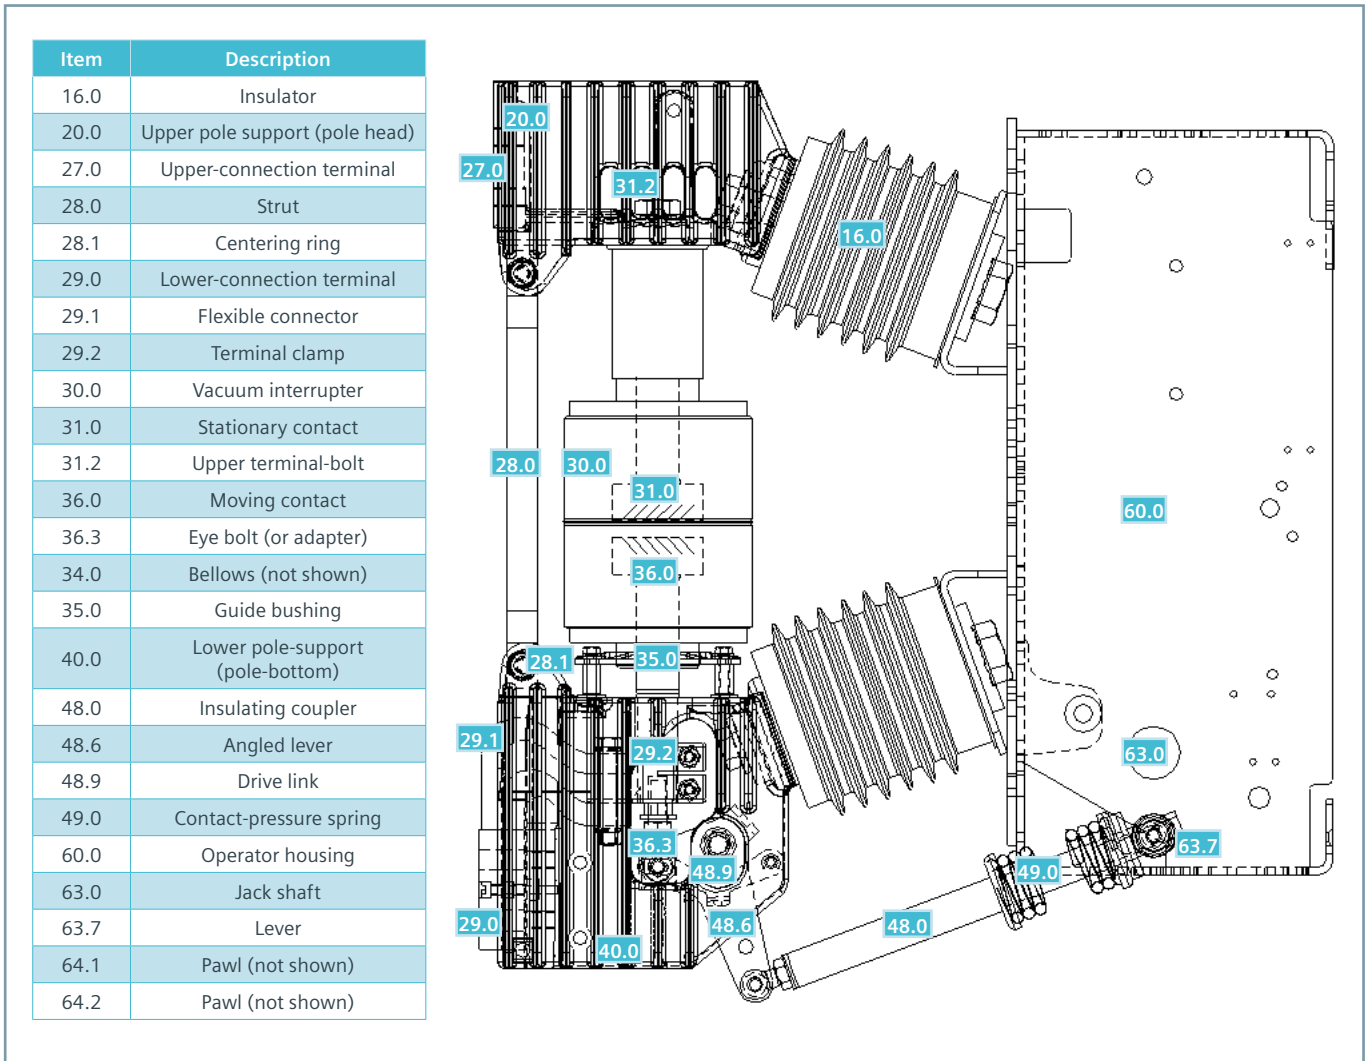 Item Description
16.0 Insulator
20.0 Upper pole support (pole head)
27.0 Upper-connection terminal
28.0 Strut
28.1 Centering ring
29.0 Lower-connection terminal
29.1 Flexible connector
29.2 Terminal clamp
30.0 Vacuum interrupter
31.0 Stationary contact
31.2 Upper terminal-bolt
36.0 Moving contact
36.3 Eye bolt (or adapter)
34.0 Bellows (not shown)
35.0 Guide bushing
40.0 Lower pole-support
(pole-bottom)
48.0 Insulating coupler
48.6 Angled lever
48.9 Drive link
49.0 Contact-pressure spring
60.0 Operator housing
63.0 Jack shaft
63.7 Lever
64.1 Pawl (not shown)
64.2 Pawl (not shown)
20.0
27.0
31.2
16.0
28.0
30.0
31.0
60.0
36.0
28.1
35.0
29.1
29.2
63.0
36.3
63.7
48.9
49.0
29.0
48.6
48.0
40.0